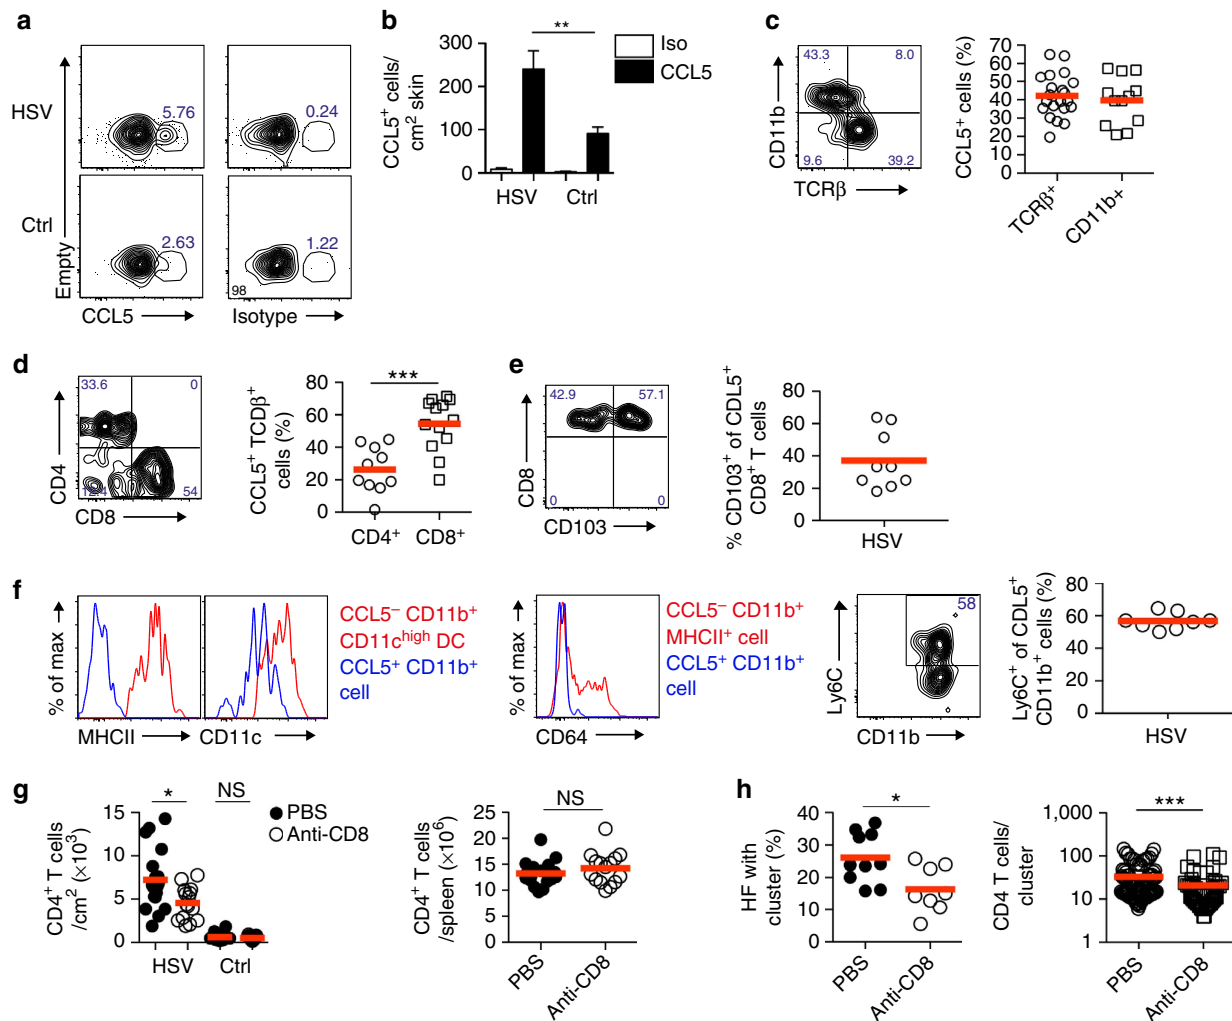 a
HSV
Ctrl
Empty
5.76
0.24
2.63
1.22
98
CCL5
Isotype
b
CCL5⁺ cells/
cm² skin
300
200
100
0
**
Iso
CCL5
HSV
Ctrl
c
43.3
8.0
9.6
39.2
CD11b
TCRβ
CCL5⁺ cells (%)
70
60
50
40
30
20
10
0
TCRβ⁺
CD11b+
d
33.6
0
12.4
54
CD4
CD8
CCL5⁺ TCDβ⁺
cells (%)
80
60
40
20
0
***
CD4⁺
CD8⁺
e
42.9
57.1
0
0
CD8
CD103
% CD103⁺ of CDL5⁺
CD8⁺ T cells
80
60
40
20
0
HSV
f
% of max
MHCII
CD11c
CCL5⁻ CD11b⁺
CD11cʰⁱᵍʰ DC
CCL5⁺ CD11b⁺
cell
% of max
CD64
CCL5⁻ CD11b⁺
MHCII⁺ cell
CCL5⁺ CD11b⁺
cell
58
Ly6C
CD11b
Ly6C⁺ of CDL5⁺
CD11b⁺ cells (%)
80
60
40
20
0
HSV
g
CD4⁺ T cells
/cm² (×10³)
15
10
5
0
*
NS
PBS
Anti-CD8
HSV
Ctrl
CD4⁺ T cells
/spleen (×10⁶)
25
20
15
10
5
0
NS
PBS
Anti-CD8
h
HF with
cluster (%)
40
30
20
10
0
*
PBS
Anti-CD8
CD4 T cells/
cluster
1,000
100
10
1
***
PBS
Anti-CD8